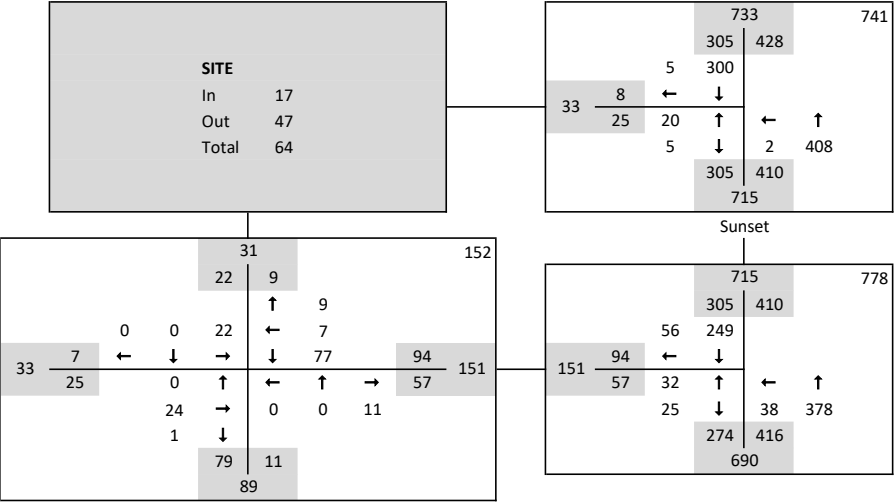 SITE
In 17
Out 47
Total 64
733 741
305 428
5 300
8 ← ↓
33
25 20 ↑ ← ↑
5 ↓ 2 408
305 410
715
Sunset
31 152
22 9
↑ 9
0 0 22 ← 7
7 ← ↓ → ↓ 77 94
33 151
25 0 ↑ ← ↑ → 57
24 → 0 0 11
1 ↓
79 11
89
715 778
305 410
56 249
94 ← ↓
151
57 32 ↑ ← ↑
25 ↓ 38 378
274 416
690